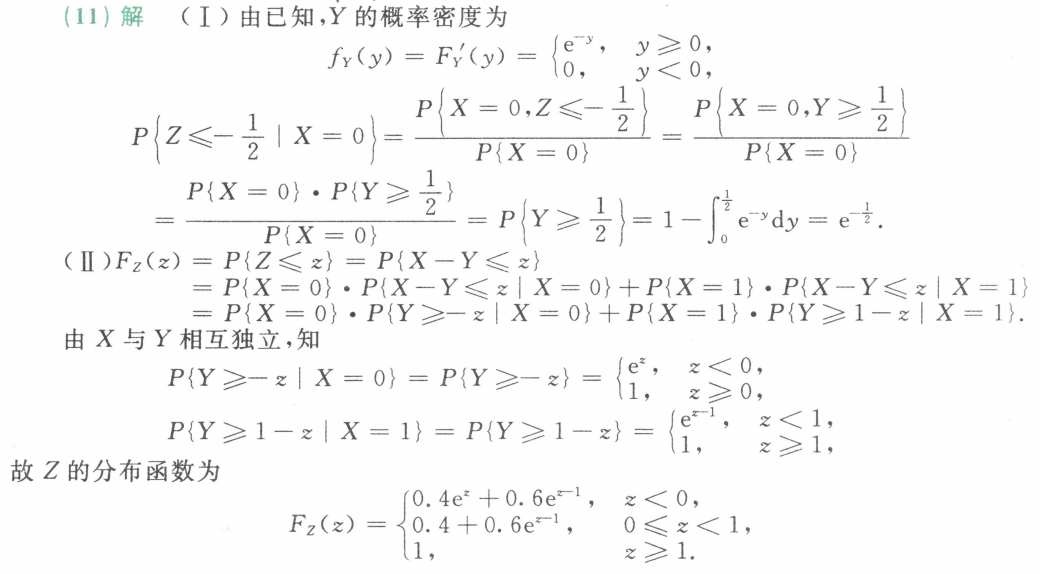 (11) 解 (Ⅰ)由已知,Y 的概率密度为
f_Y(y) = F_Y'(y) = { e^{-y}, y ⩾ 0, 0, y < 0,
P{Z ⩽ -1/2 | X = 0} = P{X = 0, Z ⩽ -1/2} / P{X = 0} = P{X = 0, Y ⩾ 1/2} / P{X = 0}
= P{X = 0} • P{Y ⩾ 1/2} / P{X = 0} = P{Y ⩾ 1/2} = 1 - ∫_0^{1/2} e^{-y}dy = e^{-1/2}.
(Ⅱ)F_Z(z) = P{Z ⩽ z} = P{X - Y ⩽ z}
= P{X = 0} • P{X - Y ⩽ z | X = 0} + P{X = 1} • P{X - Y ⩽ z | X = 1}
= P{X = 0} • P{Y ⩾ -z | X = 0} + P{X = 1} • P{Y ⩾ 1 - z | X = 1}.
由 X 与 Y 相互独立,知
P{Y ⩾ -z | X = 0} = P{Y ⩾ -z} = { e^z, z < 0, 1, z ⩾ 0,
P{Y ⩾ 1 - z | X = 1} = P{Y ⩾ 1 - z} = { e^{z-1}, z < 1, 1, z ⩾ 1,
故 Z 的分布函数为
F_Z(z) = { 0.4e^z + 0.6e^{z-1}, z < 0, 0.4 + 0.6e^{z-1}, 0 ⩽ z < 1, 1, z ⩾ 1.